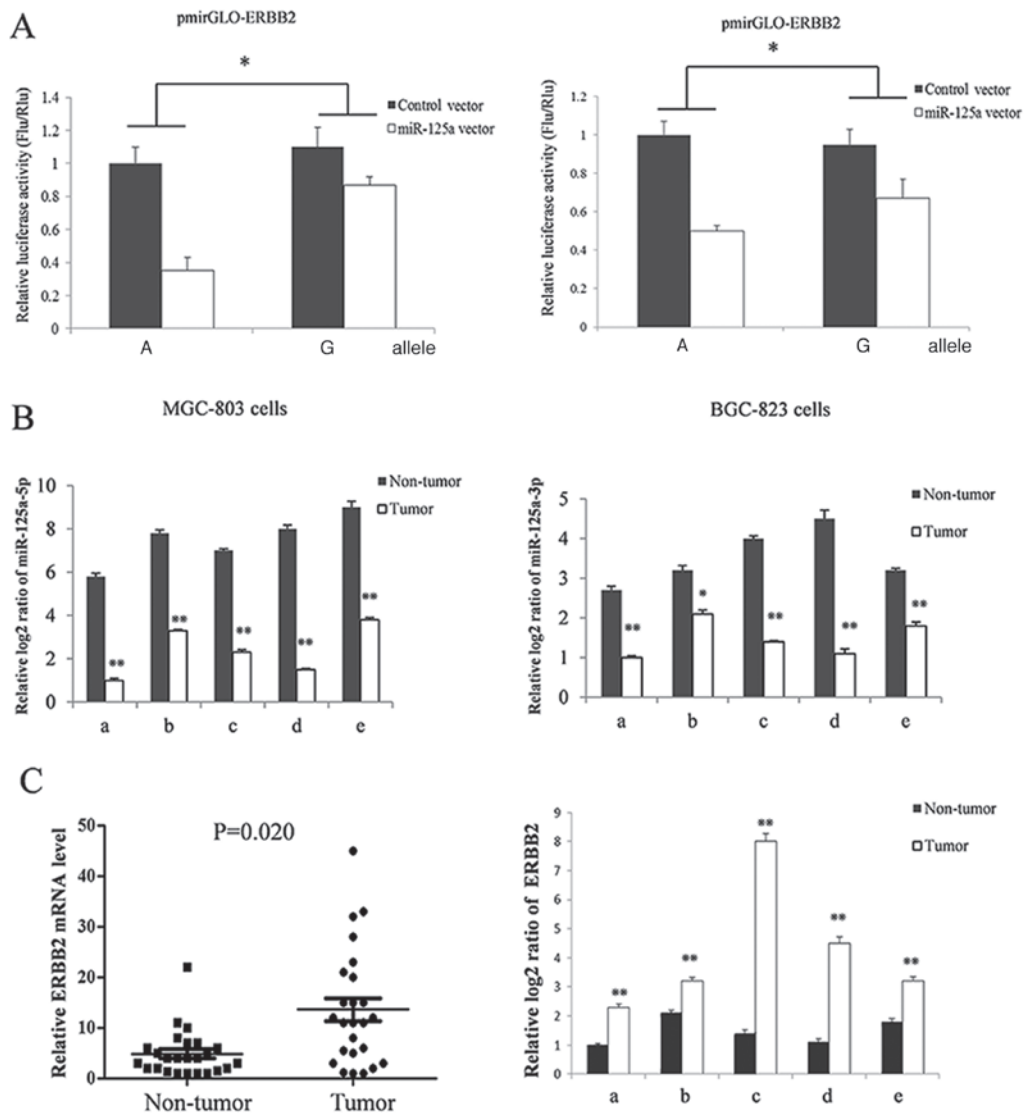 A
pmirGLO-ERBB2
*
Control vector
miR-125a vector
Relative luciferase activity (Flu/Rlu)
1.4
1.2
1
0.8
0.6
0.4
0.2
0
A
G
allele
pmirGLO-ERBB2
*
Control vector
miR-125a vector
Relative luciferase activity (Flu/Rlu)
1.2
1
0.8
0.6
0.4
0.2
0
A
G
allele
B
MGC-803 cells
BGC-823 cells
Relative log2 ratio of miR-125a-5p
10
8
6
4
2
0
Non-tumor
Tumor
**
**
**
**
**
a
b
c
d
e
Relative log2 ratio of miR-125a-3p
5
4
3
2
1
0
Non-tumor
Tumor
**
*
**
**
**
a
b
c
d
e
C
P=0.020
Relative ERBB2 mRNA level
50
40
30
20
10
0
Non-tumor
Tumor
Relative log2 ratio of ERBB2
9
8
7
6
5
4
3
2
1
0
Non-tumor
Tumor
**
**
**
**
**
a
b
c
d
e